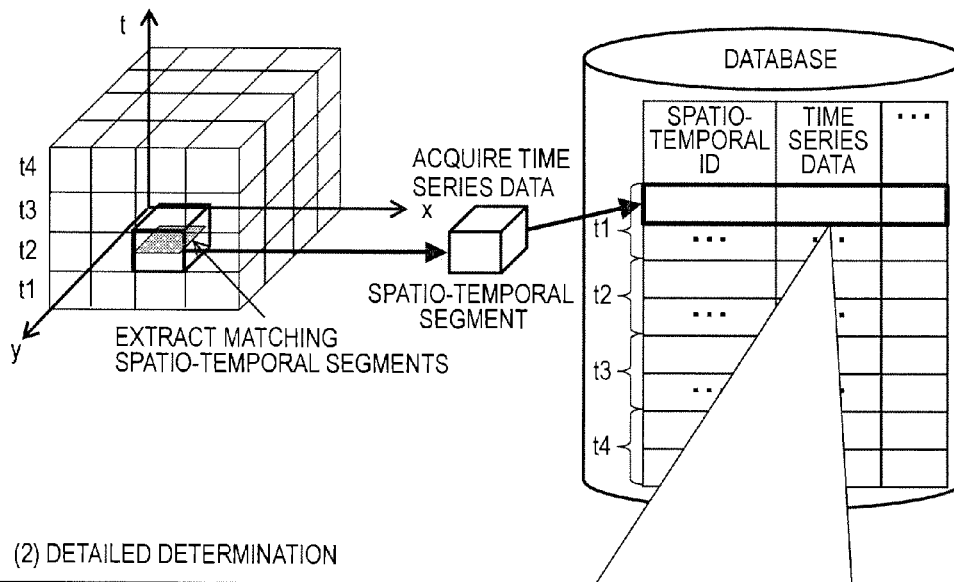 t
DATABASE
SPATIO-
TEMPORAL
ID
TIME
SERIES
DATA
...
t4
t3
t2
t1
x
y
ACQUIRE TIME
SERIES DATA
SPATIO-TEMPORAL
SEGMENT
EXTRACT MATCHING
SPATIO-TEMPORAL SEGMENTS
t1
...
t2
...
t3
t4
(2) DETAILED DETERMINATION